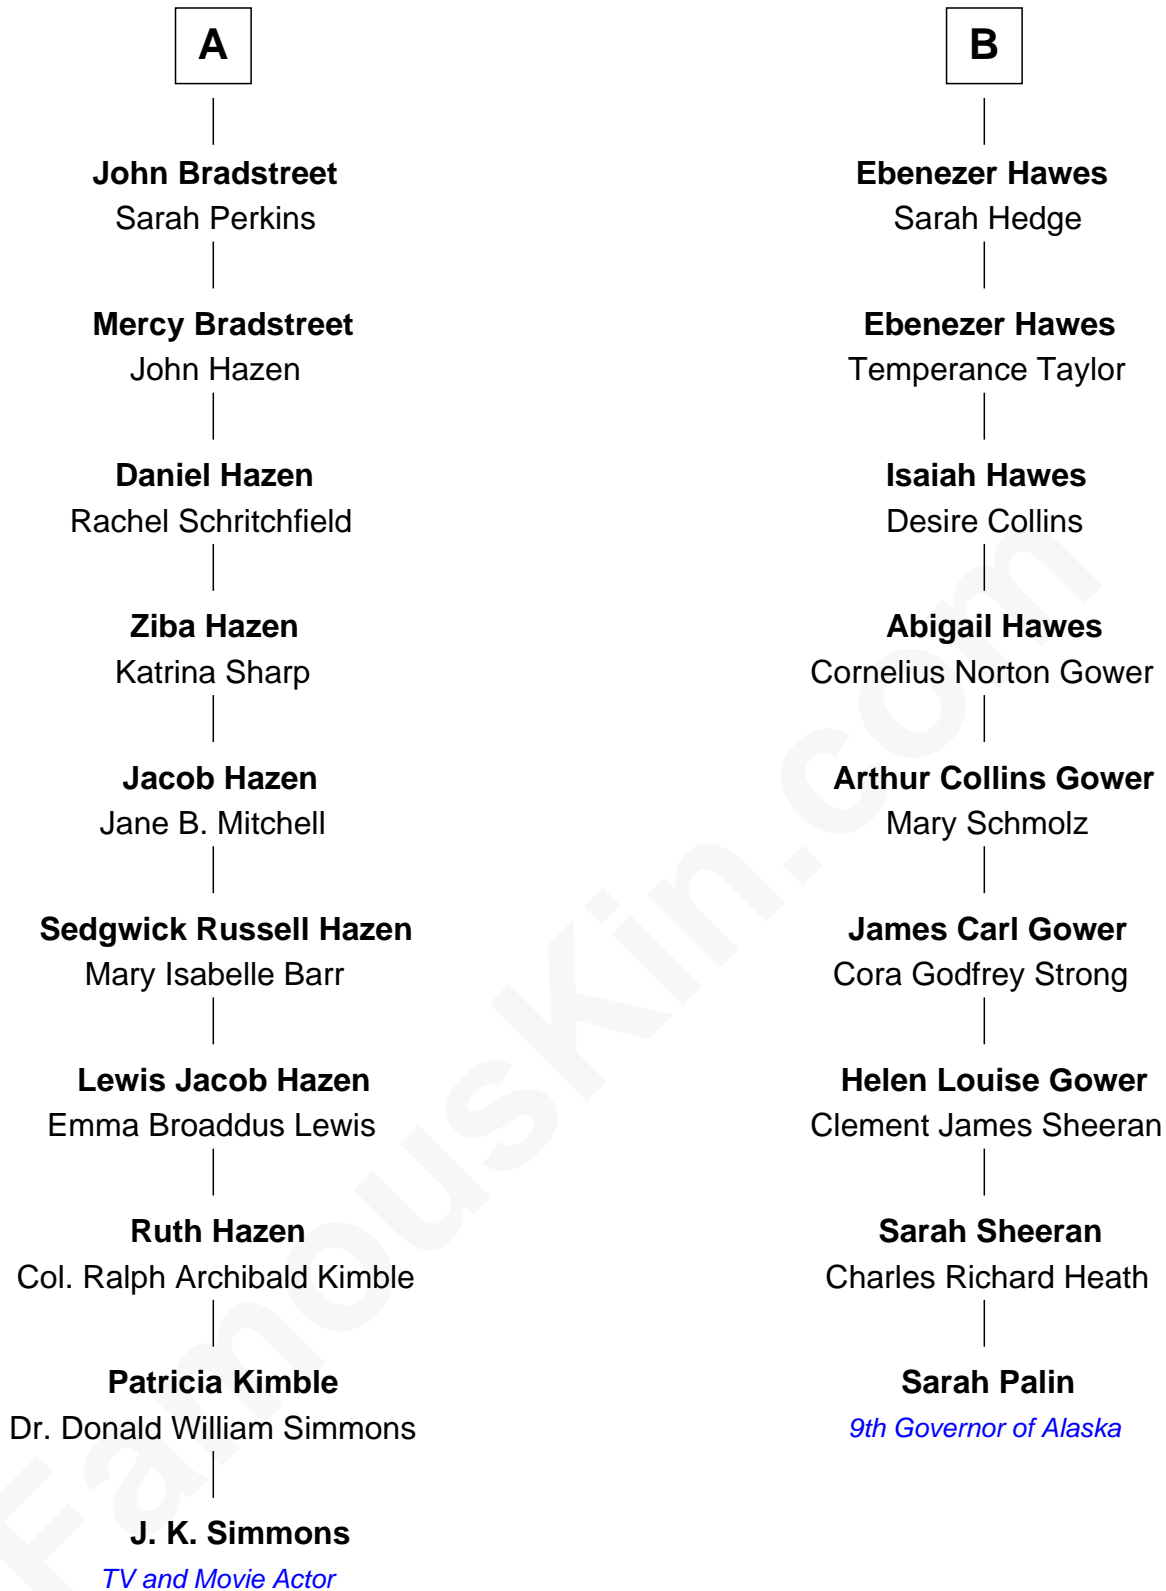 A
John Bradstreet
Sarah Perkins
Mercy Bradstreet
John Hazen
Daniel Hazen
Rachel Schritchfield
Ziba Hazen
Katrina Sharp
Jacob Hazen
Jane B. Mitchell
Sedgwick Russell Hazen
Mary Isabelle Barr
Lewis Jacob Hazen
Emma Broaddus Lewis
Ruth Hazen
Col. Ralph Archibald Kimble
Patricia Kimble
Dr. Donald William Simmons
J. K. Simmons
TV and Movie Actor
B
Ebenezer Hawes
Sarah Hedge
Ebenezer Hawes
Temperance Taylor
Isaiah Hawes
Desire Collins
Abigail Hawes
Cornelius Norton Gower
Arthur Collins Gower
Mary Schmolz
James Carl Gower
Cora Godfrey Strong
Helen Louise Gower
Clement James Sheeran
Sarah Sheeran
Charles Richard Heath
Sarah Palin
9th Governor of Alaska
FamousKin.com